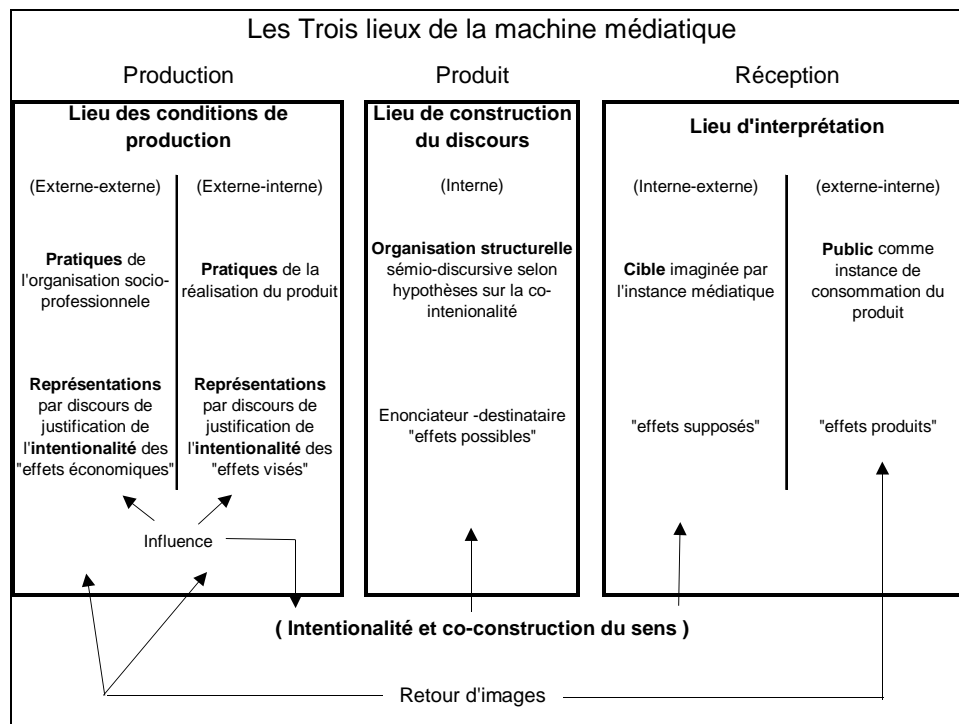 Les Trois lieux de la machine médiatique
Production
Produit
Réception
Lieu des conditions de
production
(Externe-externe)
(Externe-interne)
Pratiques de
l'organisation socio-
professionnele
Pratiques de la
réalisation du produit
Représentations
par discours de
justification de
l'intentionalité des
"effets économiques"
Représentations
par discours de
justification de
l'intentionalité des
"effets visés"
Influence
Lieu de construction
du discours
(Interne)
Organisation structurelle
sémio-discursive selon
hypothèses sur la co-
intenionalité
Enonciateur -destinataire
"effets possibles"
Lieu d'interprétation
(Interne-externe)
(externe-interne)
Cible imaginée par
l'instance médiatique
Public comme
instance de
consommation du
produit
"effets supposés"
"effets produits"
( Intentionalité et co-construction du sens )
Retour d'images